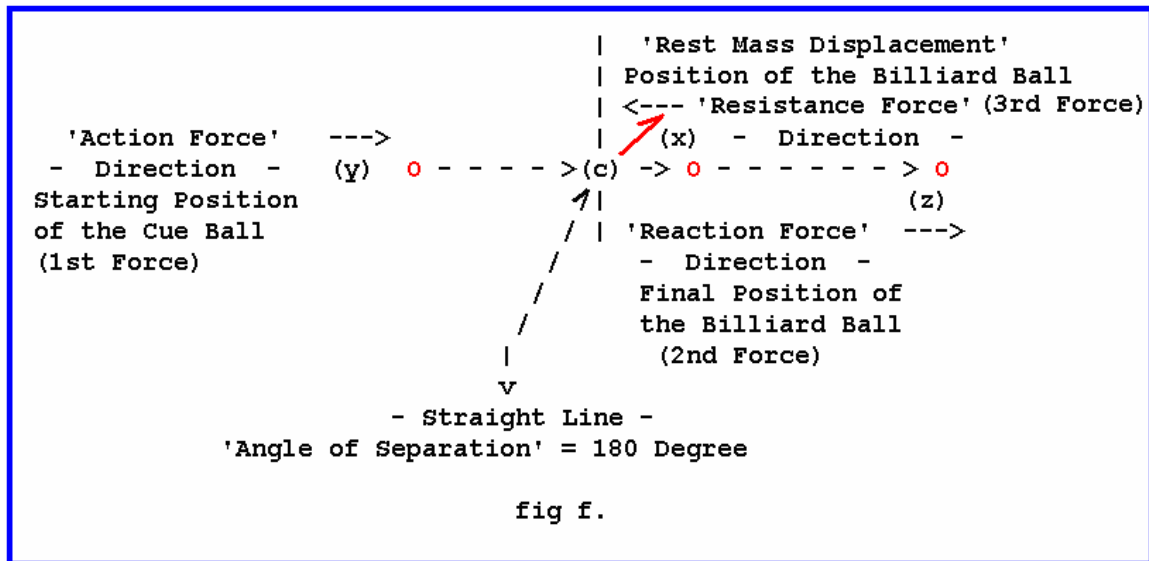 | 'Rest Mass Displacement'
| Position of the Billiard Ball
| <--- 'Resistance Force' (3rd Force)
'Action Force' ---> | (x) - Direction -
- Direction - (y) O - - - - >(c) -> O - - - - - - > O
Starting Position | (z)
of the Cue Ball / | 'Reaction Force' --->
(1st Force) / - Direction -
/ Final Position of
/ the Billiard Ball
| (2nd Force)
v
- Straight Line -
'Angle of Separation' = 180 Degree
fig f.